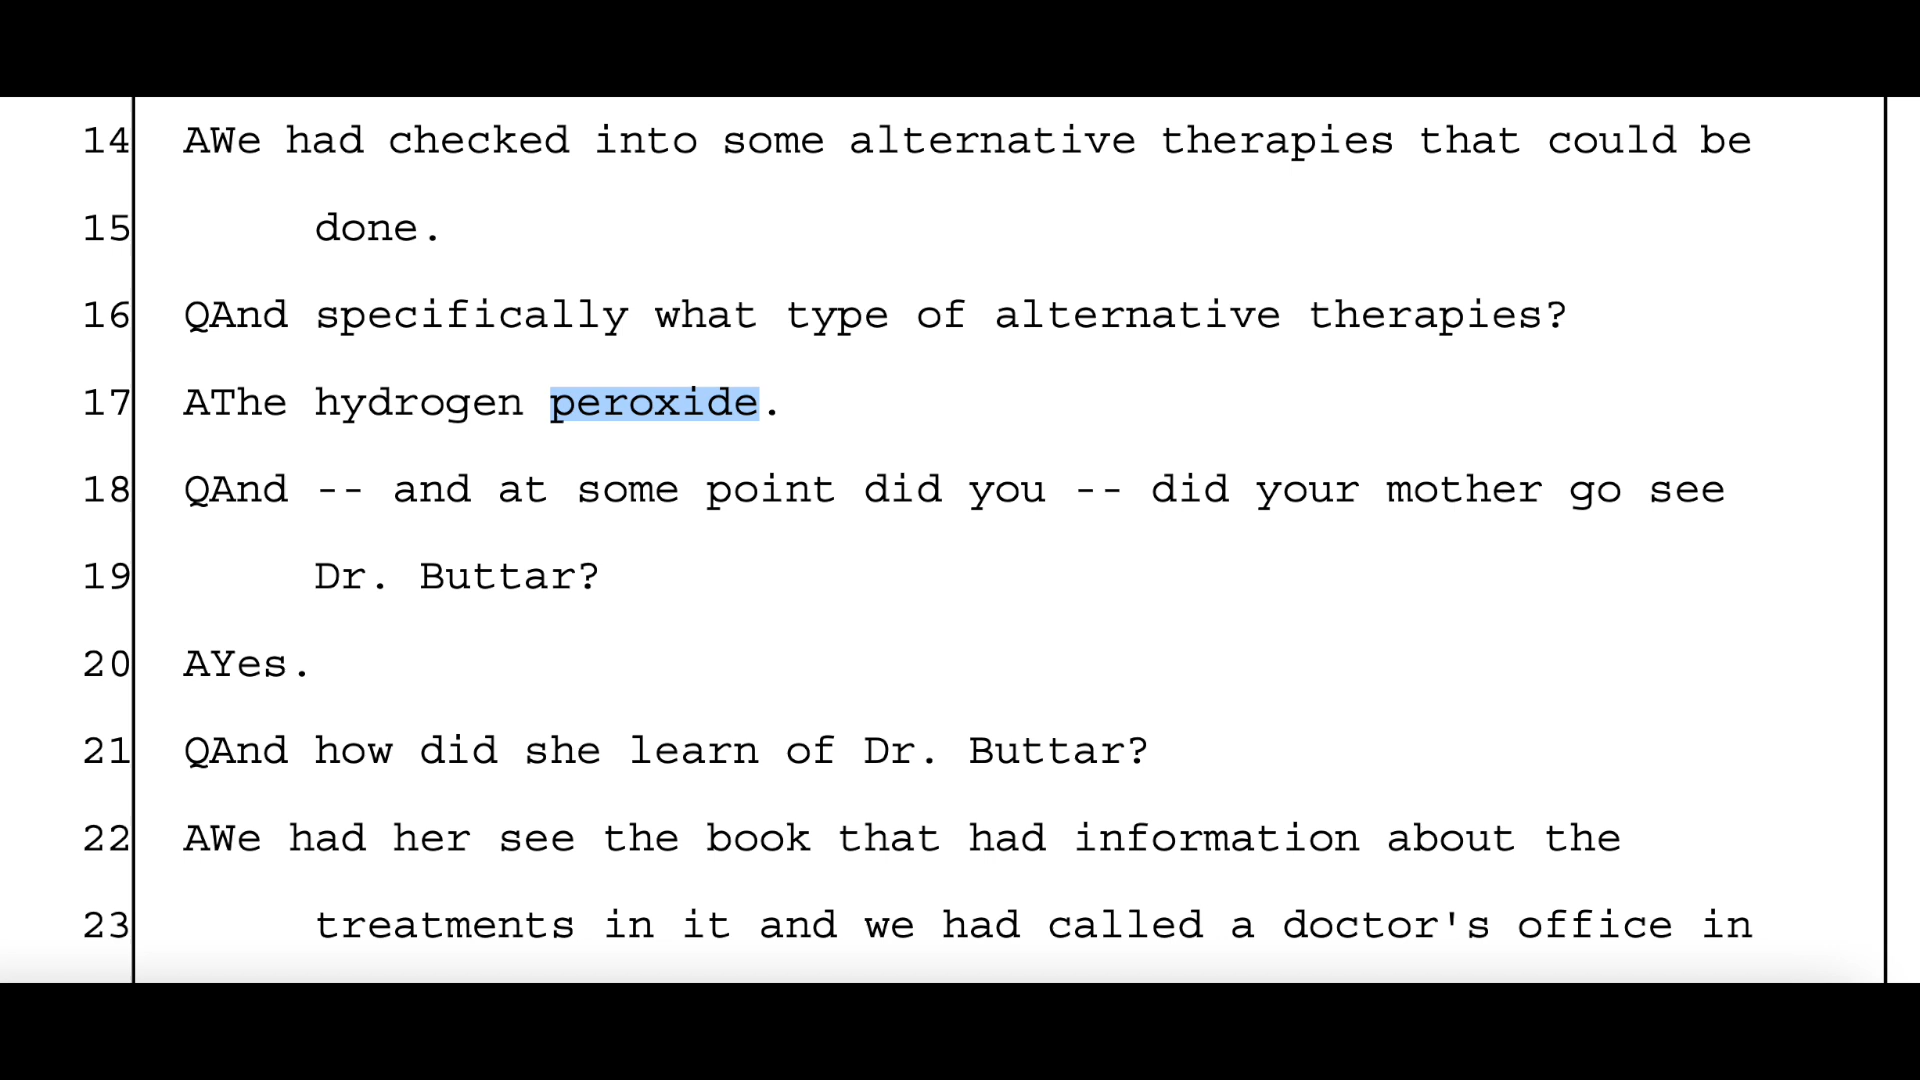 14 AWe had checked into some alternative therapies that could be
15 done.
16 QAnd specifically what type of alternative therapies?
17 AThe hydrogen peroxide.
18 QAnd -- and at some point did you -- did your mother go see
19 Dr. Buttar?
20 AYes.
21 QAnd how did she learn of Dr. Buttar?
22 AWe had her see the book that had information about the
23 treatments in it and we had called a doctor's office in